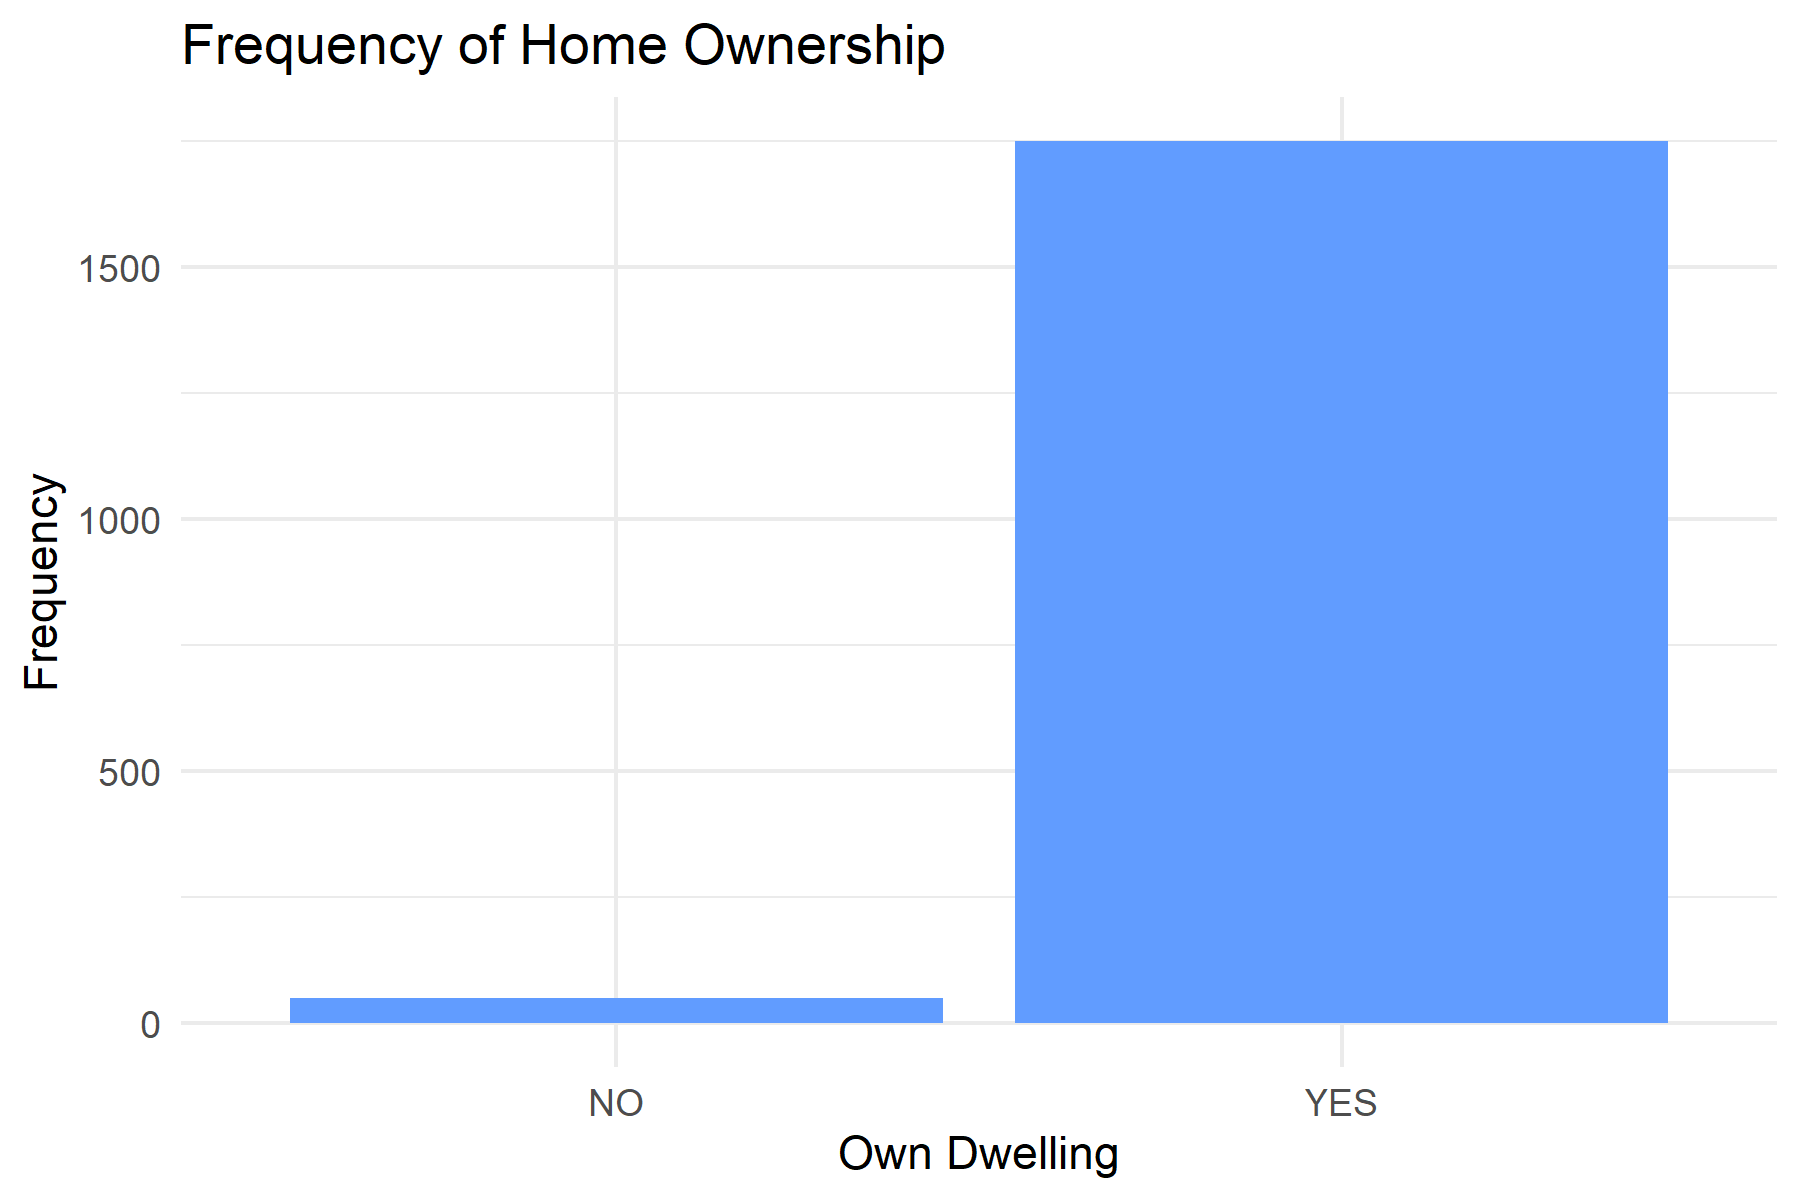 Frequency of Home Ownership
Frequency
1500
1000
500
0
NO YES
Own Dwelling